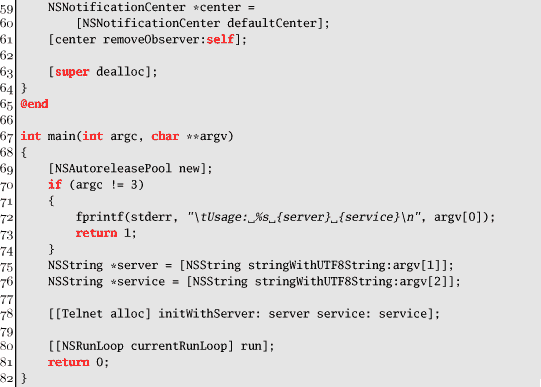 59 NSNotificationCenter *center =
60 [NSNotificationCenter defaultCenter];
61 [center removeObserver:self];
62
63 [super dealloc];
64 }
65 @end
66
67 int main(int argc, char **argv)
68 {
69 [NSAutoreleasePool new];
70 if (argc != 3)
71 {
72 fprintf(stderr, "\tUsage:␣%s␣{server}␣{service}\n", argv[0]);
73 return 1;
74 }
75 NSString *server = [NSString stringWithUTF8String:argv[1]];
76 NSString *service = [NSString stringWithUTF8String:argv[2]];
77
78 [[Telnet alloc] initWithServer: server service: service];
79
80 [[NSRunLoop currentRunLoop] run];
81 return 0;
82 }